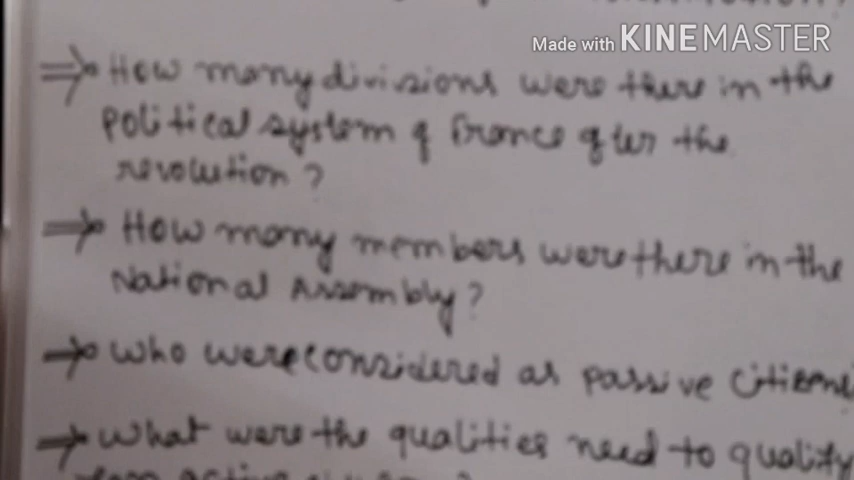 Made with KINEMASTER
⇒ How many divisions were there in the
political system of France after the
revolution?
⇒ How many members were there in the
National Assembly?
⇒ who were considered as passive citizens
⇒ what were the qualities need to qualify